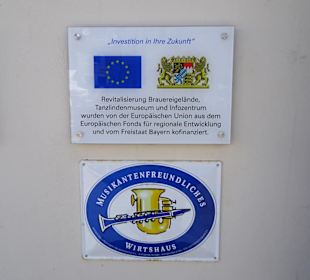 „Investition in Ihre Zukunft"
Revitalisierung Brauereigelände,
Tanzlindenmuseum und Infozentrum
wurden von der Europäischen Union aus dem
Europäischen Fonds für regionale Entwicklung
und vom Freistaat Bayern kofinanziert.
MUSIKANTENFREUNDLICHES
WIRTSHAUS